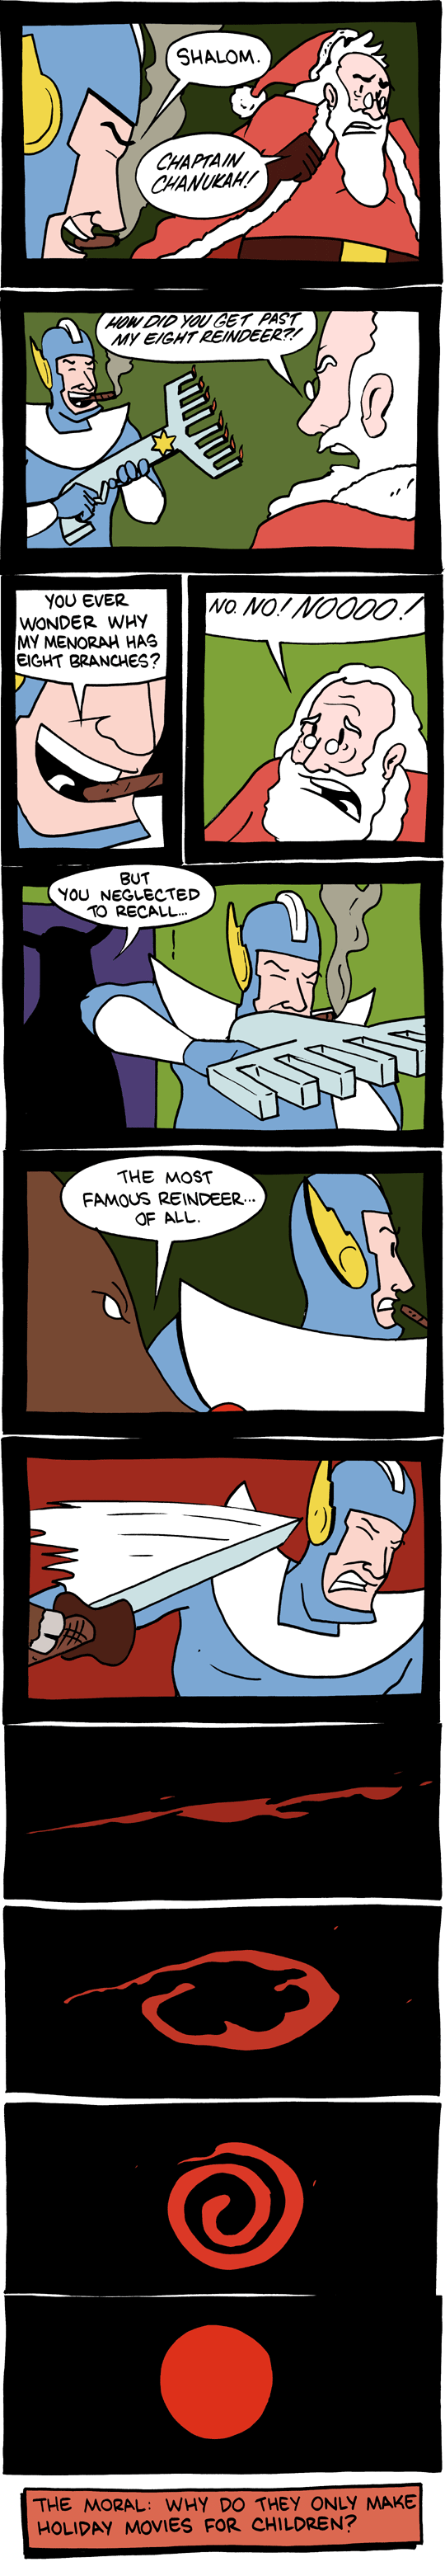 SHALOM.
CHAPTAIN
CHANUKAH!
HOW DID YOU GET PAST
MY EIGHT REINDEER?!
YOU EVER
WONDER WHY
MY MENORAH HAS
EIGHT BRANCHES?
NO. NO! NOOOO!
BUT
YOU NEGLECTED
TO RECALL...
THE MOST
FAMOUS REINDEER...
OF ALL.
THE MORAL: WHY DO THEY ONLY MAKE
HOLIDAY MOVIES FOR CHILDREN?